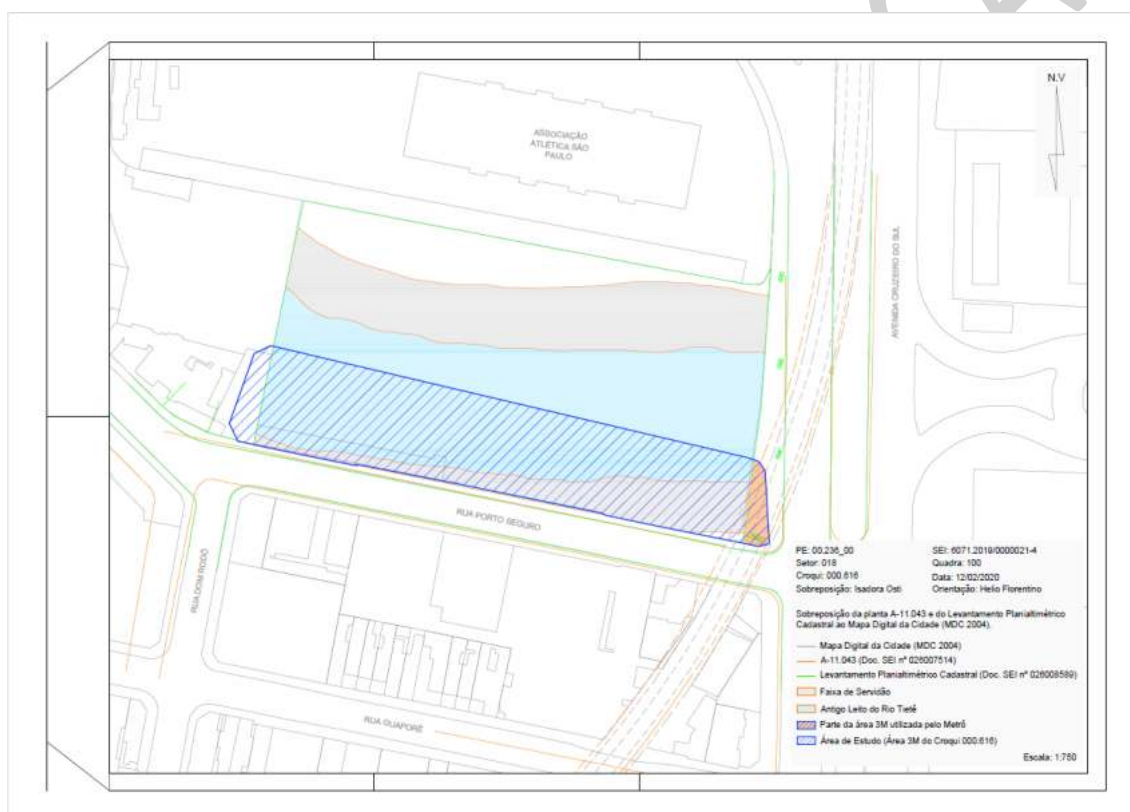 N.V
ASSOCIAÇÃO
ATLÉTICA SÃO
PAULO
AVENIDA CRUZEIRO DO SUL
RUA PORTO SEGURO
RUA DOM RODÓ
RUA GUAPORÉ
PE: 00.236_00 SEI: 6071.2019/0000021-4
Setor: 018 Quadra: 100
Croqui: 000.616 Data: 12/02/2020
Sobreposição: Isadora Osti Orientação: Helio Florentino
Sobreposição da planta A-11.043 e do Levantamento Planialtimétrico
Cadastral ao Mapa Digital da Cidade (MDC 2004).
Mapa Digital da Cidade (MDC 2004)
A-11.043 (Doc. SEI nº 026007514)
Levantamento Planialtimétrico Cadastral (Doc. SEI nº 026008589)
Faixa de Servidão
Antigo Leito do Rio Tietê
Parte da área 3M utilizada pelo Metrô
Área de Estudo (Área 3M do Croqui 000.616)
Escala: 1:750